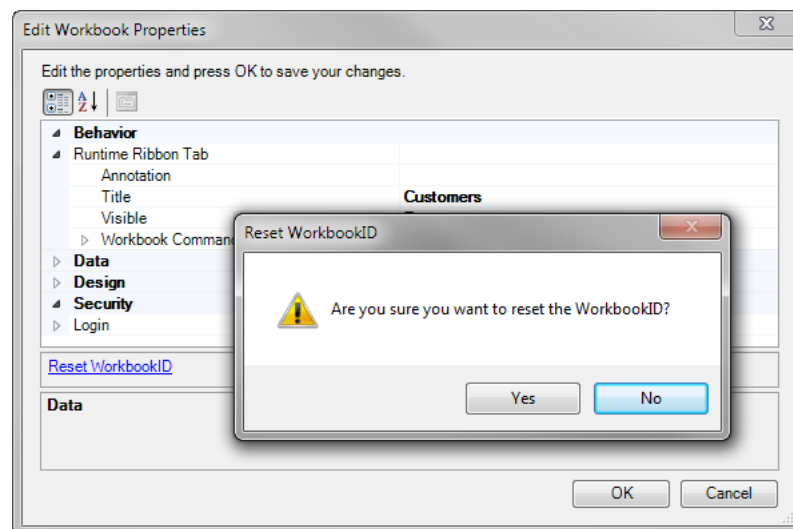 Edit Workbook Properties
Edit the properties and press OK to save your changes.
A
Z
Behavior
Runtime Ribbon Tab
Annotation
Title Customers
Visible
Workbook Comman
Reset WorkbookID
Data
Design
Are you sure you want to reset the WorkbookID?
Security
Login
Reset WorkbookID
Yes No
Data
OK Cancel